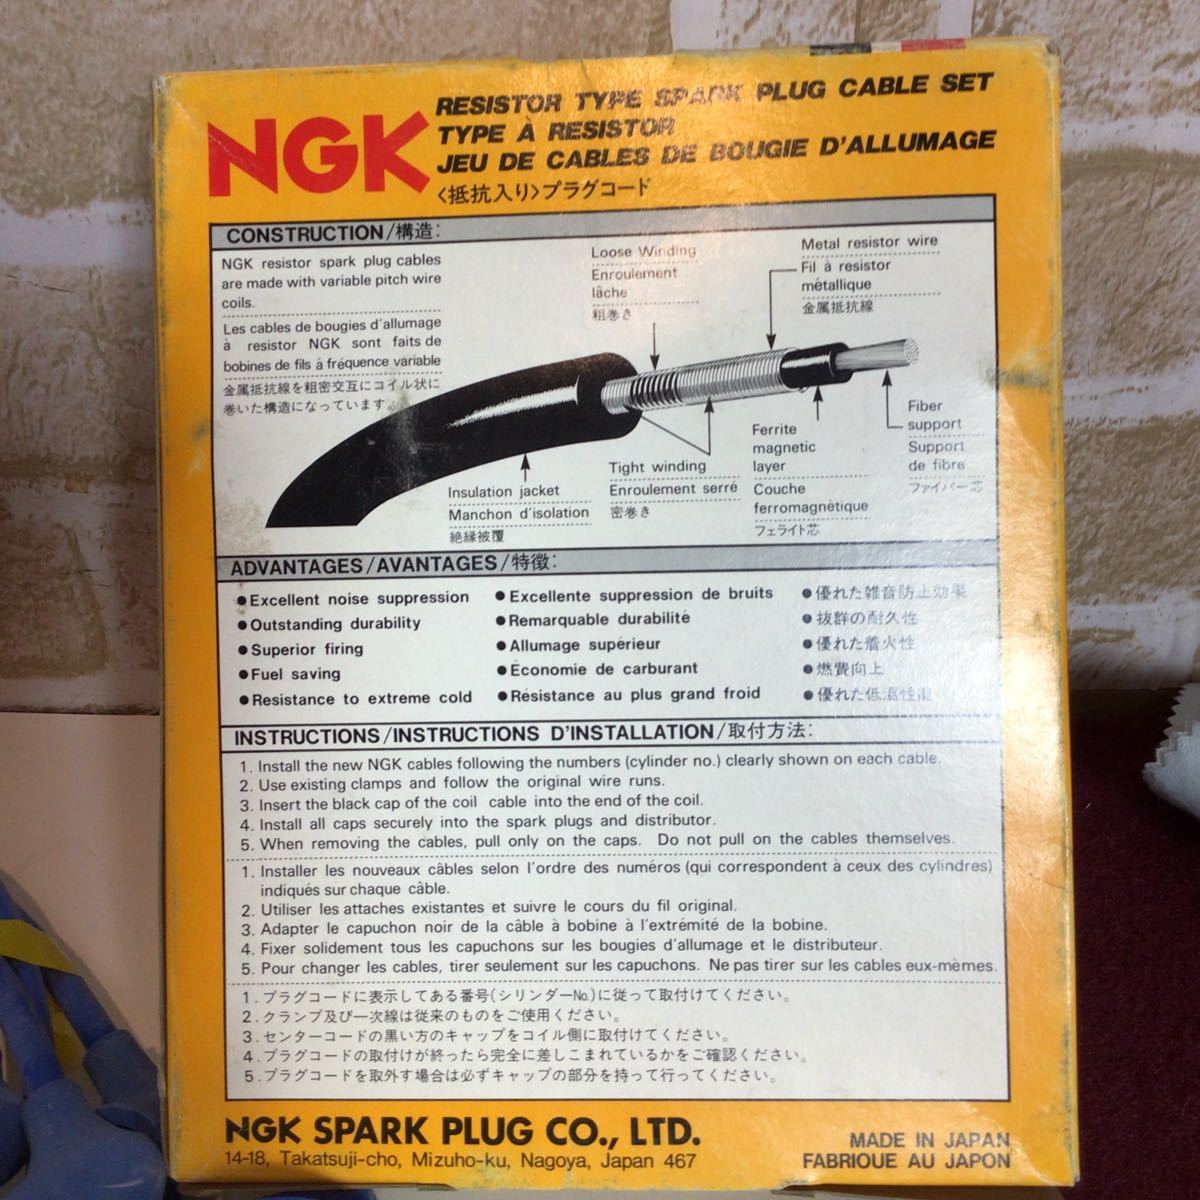 NGK
RESISTOR TYPE SPARK PLUG CABLE SET
TYPE A RESISTOR
JEU DE CABLES DE BOUGIE D'ALLUMAGE
〈抵抗入り〉プラグコード
CONSTRUCTION/構造:
NGK resistor spark plug cables
are made with variable pitch wire
coils.
Les cables de bougies d'allumage
à resistor NGK sont faits de
bobines de fils á fréquence variable
金属抵抗線を粗密交互にコイル状に
巻いた構造になっています。
Loose Winding
Enroulement
lâche
粗巻き
Metal resistor wire
Fil à resistor
métallique
金属抵抗線
Fiber
support
Support
de fibre
ファイバー芯
Ferrite
magnetic
layer
Couche
ferromagnétique
フェライト芯
Tight winding
Enroulement serré
密巻き
Insulation jacket
Manchon d'isolation
絶縁被覆
ADVANTAGES/AVANTAGES/特徴:
●Excellent noise suppression
●Outstanding durability
●Superior firing
●Fuel saving
●Resistance to extreme cold
●Excellente suppression de bruits
●Remarquable durabilité
●Allumage supérieur
●Économie de carburant
●Résistance au plus grand froid
●優れた雑音防止効果
●抜群の耐久性
●優れた着火性
●燃費向上
●優れた低温性能
INSTRUCTIONS/INSTRUCTIONS D'INSTALLATION/取付方法:
1. Install the new NGK cables following the numbers (cylinder no.) clearly shown on each cable.
2. Use existing clamps and follow the original wire runs.
3. Insert the black cap of the coil cable into the end of the coil.
4. Install all caps securely into the spark plugs and distributor.
5. When removing the cables, pull only on the caps. Do not pull on the cables themselves.
1. Installer les nouveaux câbles selon l'ordre des numéros (qui correspondent à ceux des cylindres)
indiqués sur chaque câble.
2. Utiliser les attaches existantes et suivre le cours du fil original.
3. Adapter le capuchon noir de la câble à bobine à l'extrémité de la bobine.
4. Fixer solidement tous les capuchons sur les bougies d'allumage et le distributeur.
5. Pour changer les cables, tirer seulement sur les capuchons. Ne pas tirer sur les cables eux-mèmes.
1. プラグコードに表示してある番号(シリンダーNo.)に従って取付けてください。
2. クランプ及び一次線は従来のものをご使用ください。
3. センターコードの黒い方のキャップをコイル側に取付けてください。
4. プラグコードの取付けが終ったら完全に差しこまれているかをご確認ください。
5. プラグコードを取外す場合は必ずキャップの部分を持って行ってください。
NGK SPARK PLUG CO., LTD.
14-18, Takatsuji-cho, Mizuho-ku, Nagoya, Japan 467
MADE IN JAPAN
FABRIQUE AU JAPON